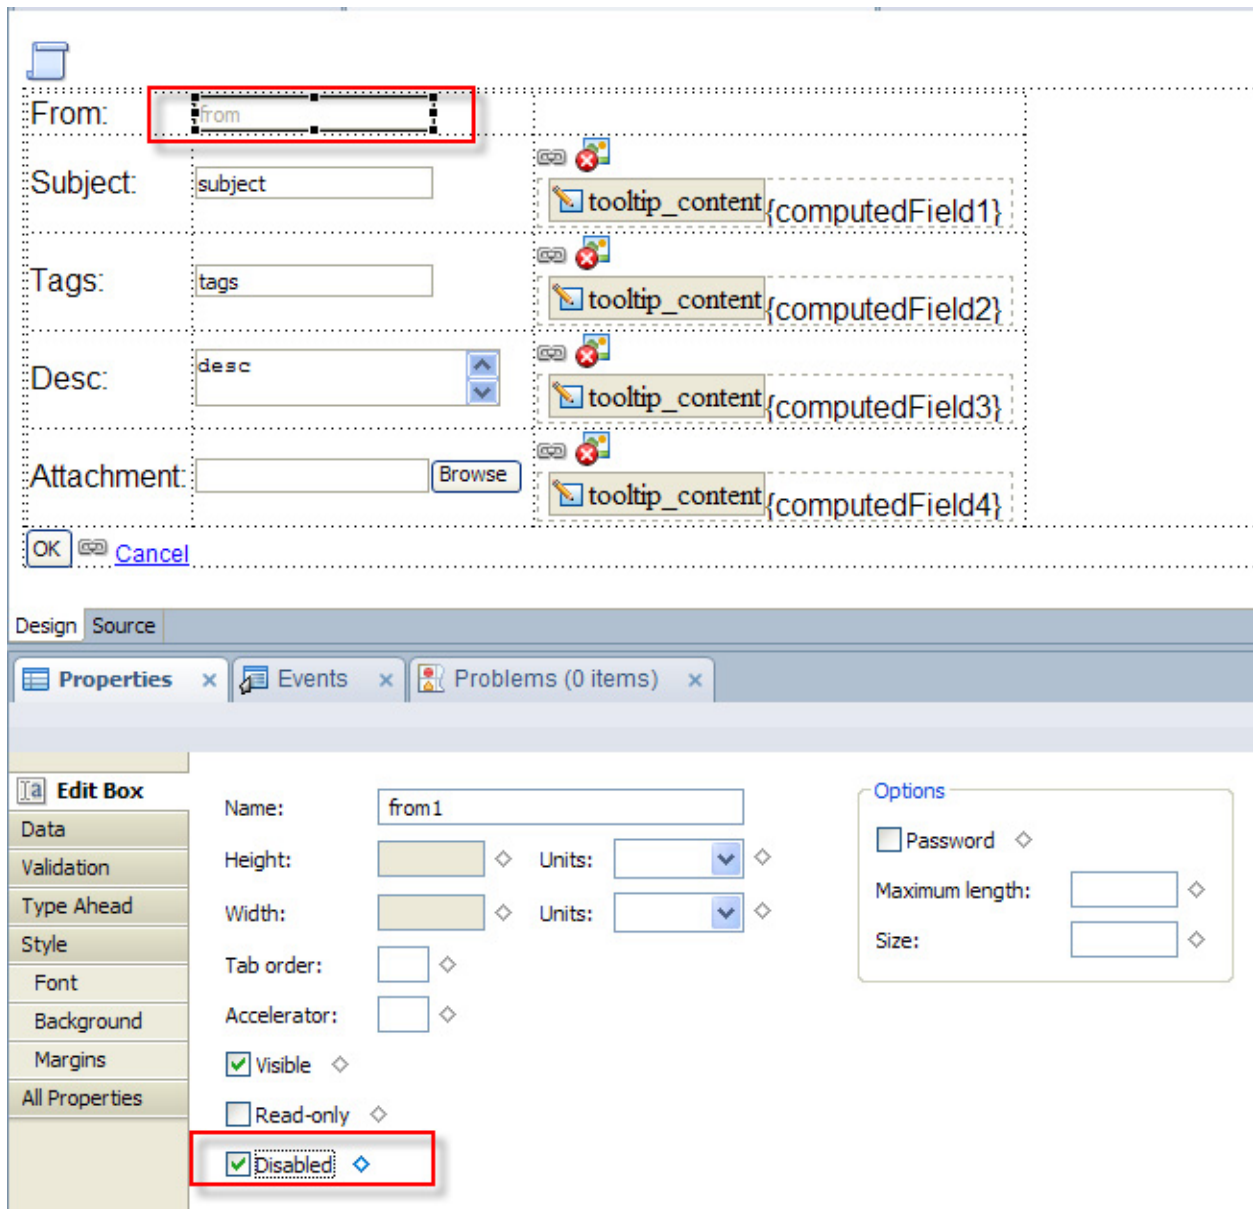 From: from
Subject: subject
tooltip_content {computedField1}
Tags: tags
tooltip_content {computedField2}
Desc: desc
tooltip_content {computedField3}
Attachment: Browse
tooltip_content {computedField4}
OK Cancel
Design Source
Properties Events Problems (0 items)
Edit Box
Data
Validation
Type Ahead
Style
Font
Background
Margins
All Properties
Name: from1
Height: Units:
Width: Units:
Tab order:
Accelerator:
Visible
Read-only
Disabled
Options
Password
Maximum length:
Size: